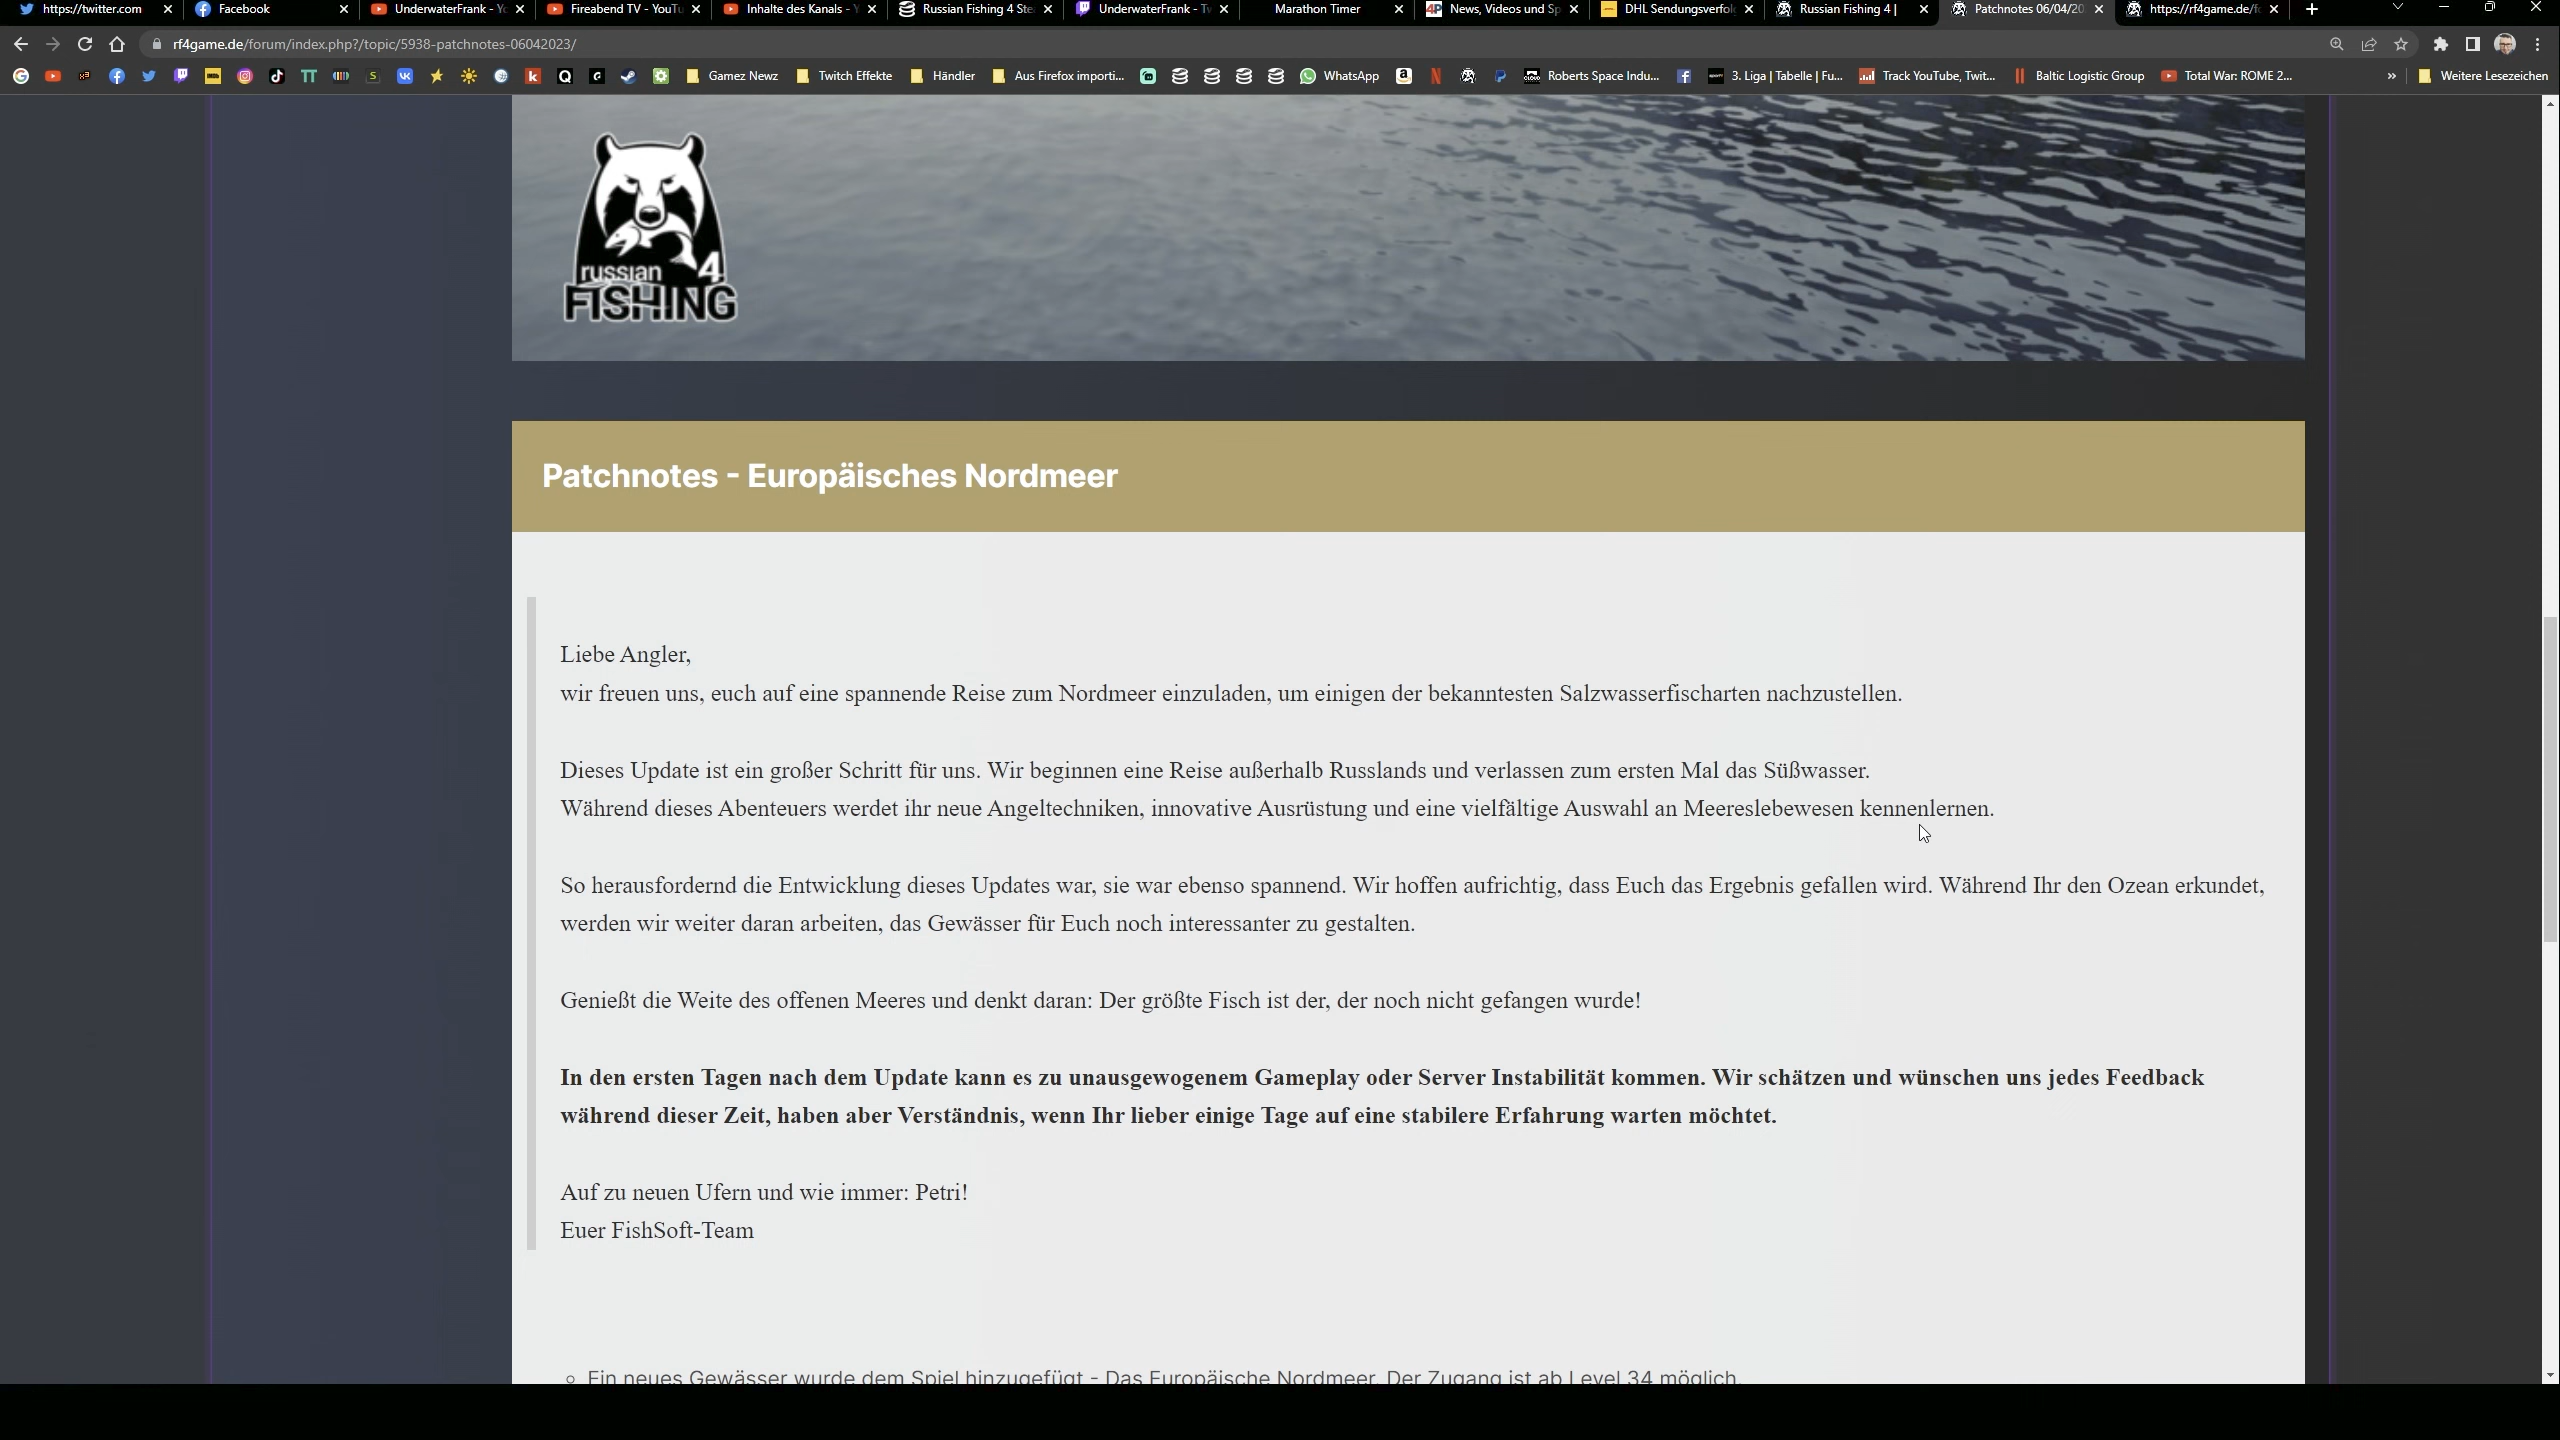 https://twitter.com
Facebook
UnderwaterFrank - Yo
Fireabend TV - YouTu
Inhalte des Kanals - Y
Russian Fishing 4 Ste
UnderwaterFrank - Tw
Marathon Timer
News, Videos und Sp
DHL Sendungsverfol
Russian Fishing 4 |
Patchnotes 06/04/20
https://rf4game.de/fo
rf4game.de/forum/index.php?/topic/5938-patchnotes-06042023/
Gamez Newz
Twitch Effekte
Händler
Aus Firefox importi...
WhatsApp
Roberts Space Indu...
3. Liga | Tabelle | Fu...
Track YouTube, Twit...
Baltic Logistic Group
Total War: ROME 2...
»
Weitere Lesezeichen
russian 4
FISHING
Patchnotes - Europäisches Nordmeer
Liebe Angler,
wir freuen uns, euch auf eine spannende Reise zum Nordmeer einzuladen, um einigen der bekanntesten Salzwasserfischarten nachzustellen.
Dieses Update ist ein großer Schritt für uns. Wir beginnen eine Reise außerhalb Russlands und verlassen zum ersten Mal das Süßwasser.
Während dieses Abenteuers werdet ihr neue Angeltechniken, innovative Ausrüstung und eine vielfältige Auswahl an Meereslebewesen kennenlernen.
So herausfordernd die Entwicklung dieses Updates war, sie war ebenso spannend. Wir hoffen aufrichtig, dass Euch das Ergebnis gefallen wird. Während Ihr den Ozean erkundet,
werden wir weiter daran arbeiten, das Gewässer für Euch noch interessanter zu gestalten.
Genießt die Weite des offenen Meeres und denkt daran: Der größte Fisch ist der, der noch nicht gefangen wurde!
In den ersten Tagen nach dem Update kann es zu unausgewogenem Gameplay oder Server Instabilität kommen. Wir schätzen und wünschen uns jedes Feedback
während dieser Zeit, haben aber Verständnis, wenn Ihr lieber einige Tage auf eine stabilere Erfahrung warten möchtet.
Auf zu neuen Ufern und wie immer: Petri!
Euer FishSoft-Team
Ein neues Gewässer wurde dem Spiel hinzugefügt - Das Europäische Nordmeer. Der Zugang ist ab Level 34 möglich.